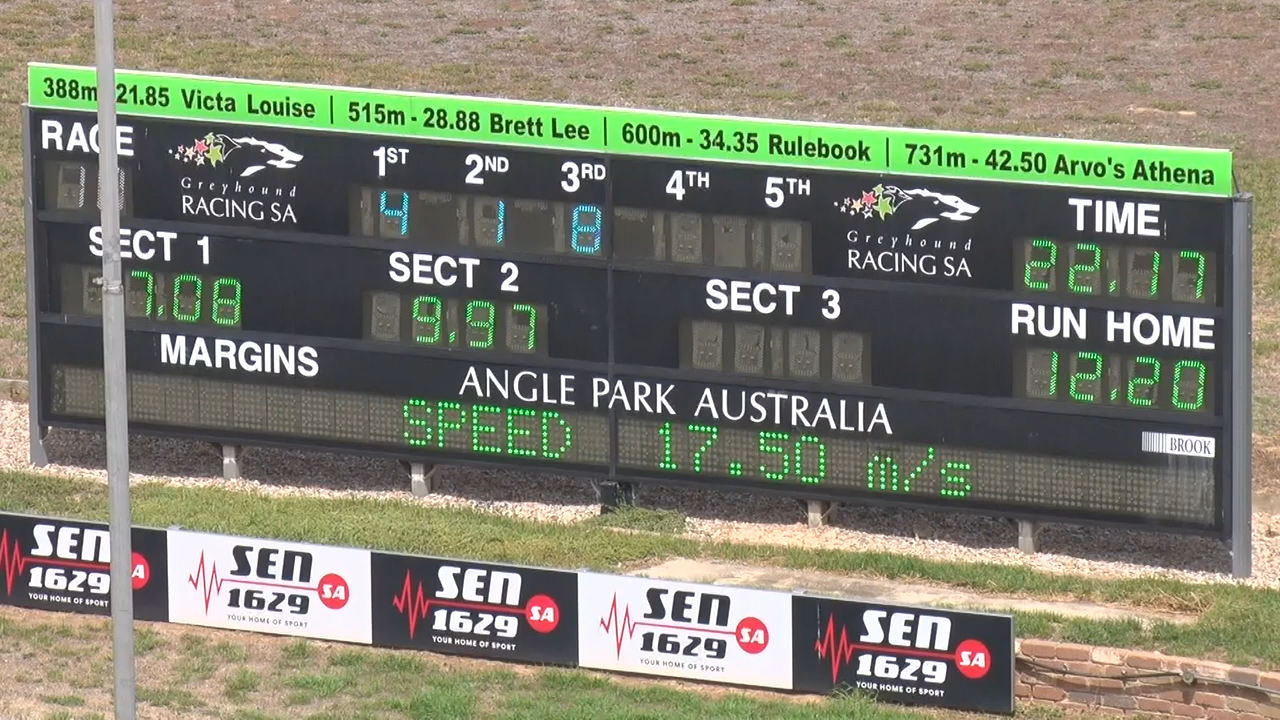 388m 21.85 Victa Louise | 515m - 28.88 Brett Lee | 600m - 34.35 Rulebook | 731m - 42.50 Arvo's Athena
RACE
Greyhound
RACING SA
1ST 2ND 3RD 4TH 5TH
4 1 8
Greyhound
RACING SA
TIME
22.17
SECT 1
7.08
SECT 2
9.97
SECT 3
RUN HOME
12.20
MARGINS
ANGLE PARK AUSTRALIA
SPEED 17.50 m/s
BROOK
SEN
1629
YOUR HOME OF SPORT
SEN
1629
SA
YOUR HOME OF SPORT
SEN
1629
SA
YOUR HOME OF SPORT
SEN
1629
SA
YOUR HOME OF SPORT
SEN
1629
SA
YOUR HOME OF SPORT